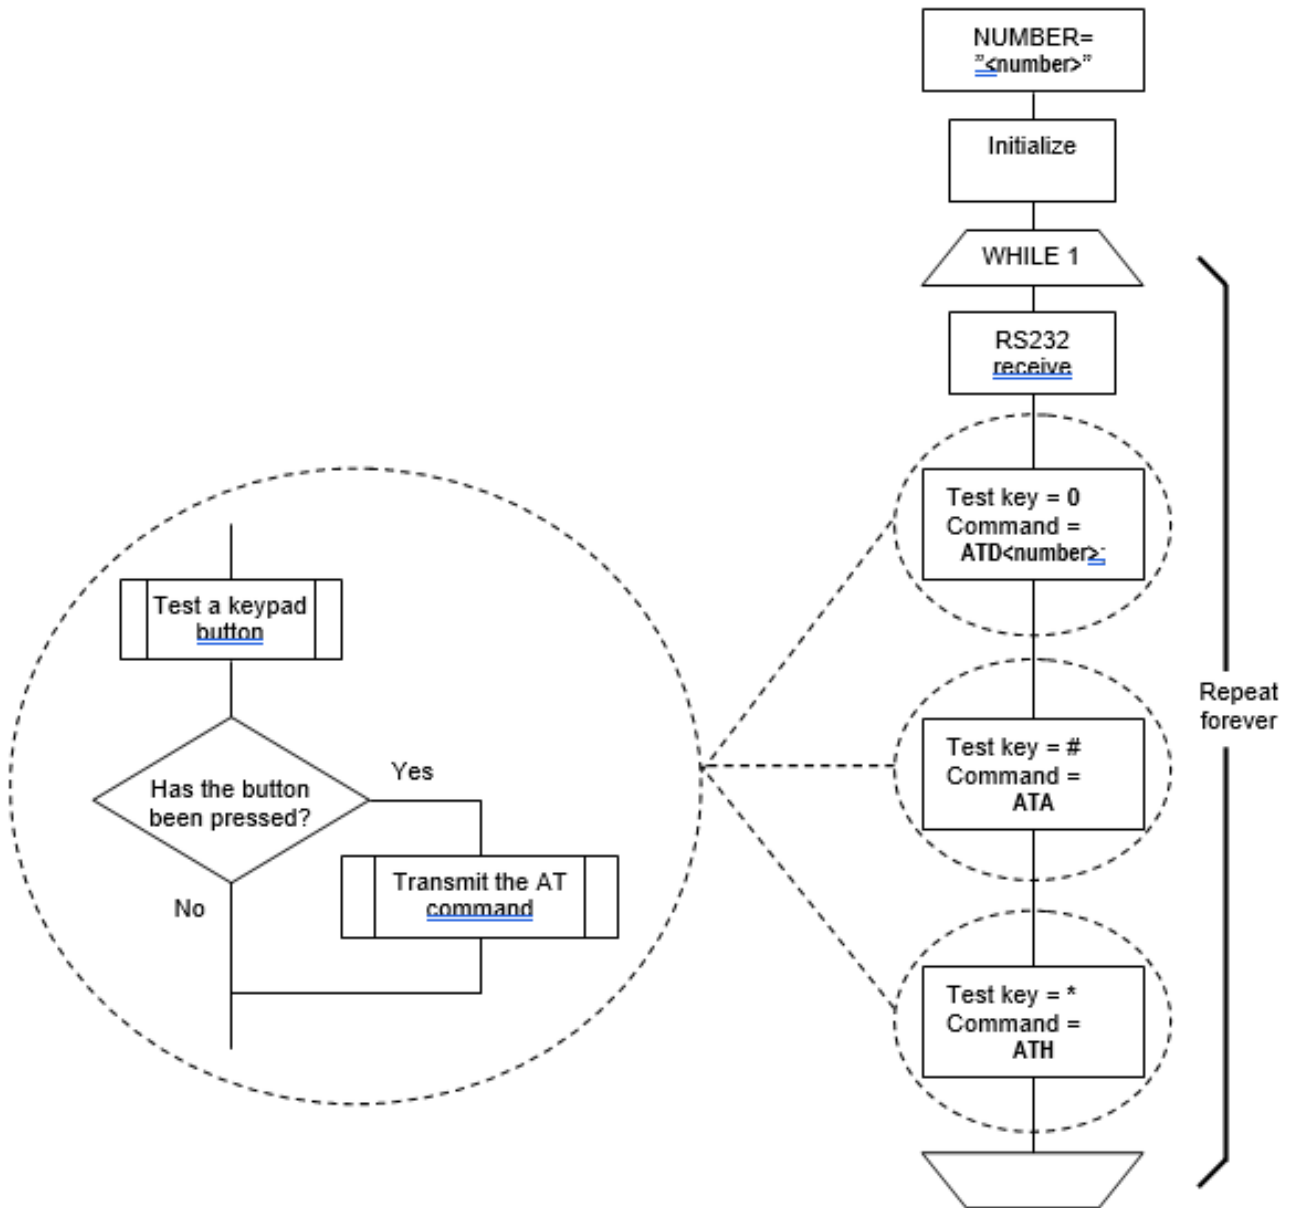 NUMBER=
”<number>”
Initialize
WHILE 1
RS232
receive
Test key = 0
Command =
ATD<number>;
Test key = #
Command =
ATA
Test key = *
Command =
ATH
Repeat
forever
Test a keypad
button
Has the button
been pressed?
Yes
No
Transmit the AT
command